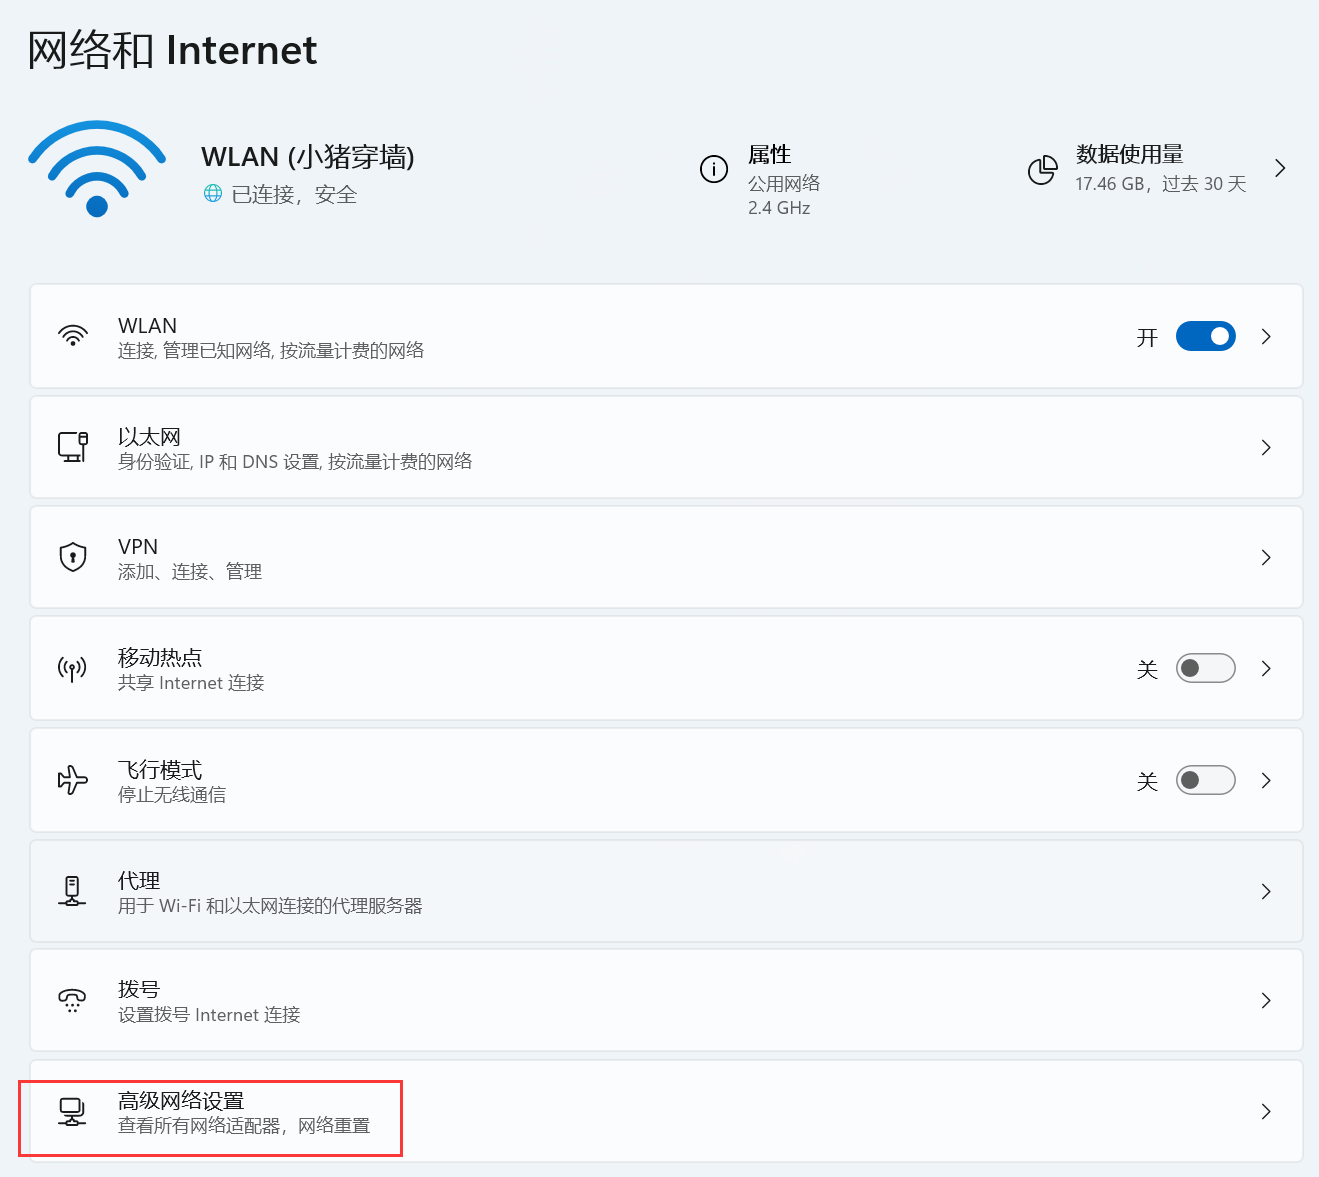 网络和 Internet
WLAN (小猪穿墙)
已连接，安全
属性
公用网络
2.4 GHz
数据使用量
17.46 GB，过去 30 天
WLAN
连接, 管理已知网络, 按流量计费的网络
开
以太网
身份验证, IP 和 DNS 设置, 按流量计费的网络
VPN
添加、连接、管理
移动热点
共享 Internet 连接
关
飞行模式
停止无线通信
关
代理
用于 Wi-Fi 和以太网连接的代理服务器
拨号
设置拨号 Internet 连接
高级网络设置
查看所有网络适配器，网络重置